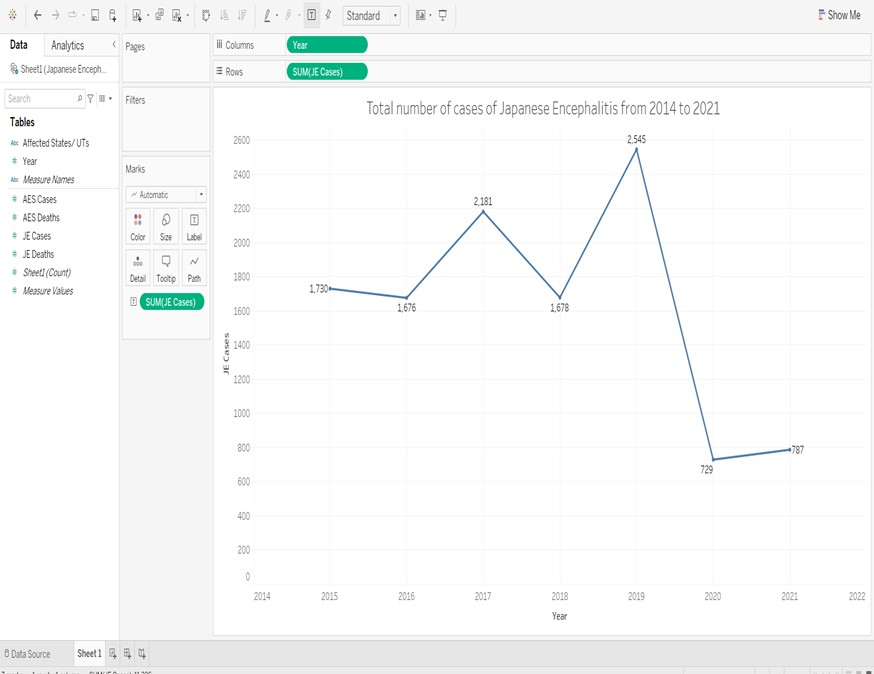 Standard
Show Me
Data
Analytics
Pages
Columns
Year
Sheet1 (Japanese Enceph...
Rows
SUM(JE Cases)
Search
Filters
Total number of cases of Japanese Encephalitis from 2014 to 2021
Tables
Abc Affected States/ UTs
# Year
Abc Measure Names
# AES Cases
# AES Deaths
# JE Cases
# JE Deaths
# Sheet1 (Count)
# Measure Values
Marks
Automatic
Color
Size
Label
Detail
Tooltip
Path
SUM(JE Cases)
2600
2400
2200
2000
1800
1600
1400
1200
1000
800
600
400
200
0
JE Cases
1,730
1,676
2,181
1,678
2,545
729
787
2014
2015
2016
2017
2018
2019
2020
2021
2022
Year
Data Source
Sheet 1